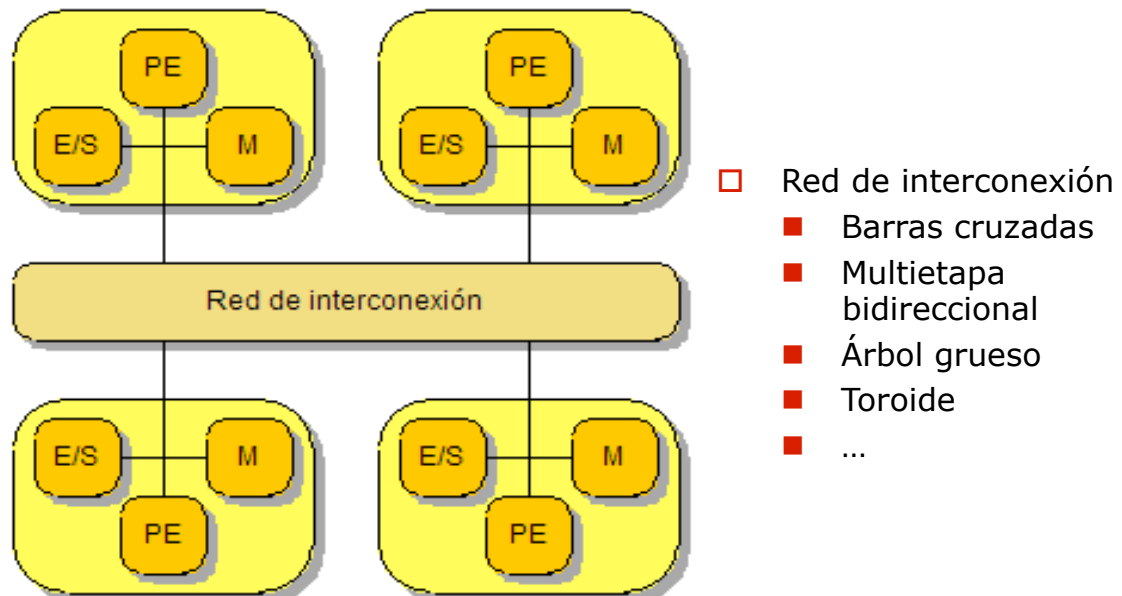 PE
PE
E/S
M
E/S
M
Red de interconexión
E/S
M
E/S
M
PE
PE
Red de interconexión
Barras cruzadas
Multietapa
bidireccional
Árbol grueso
Toroide
…